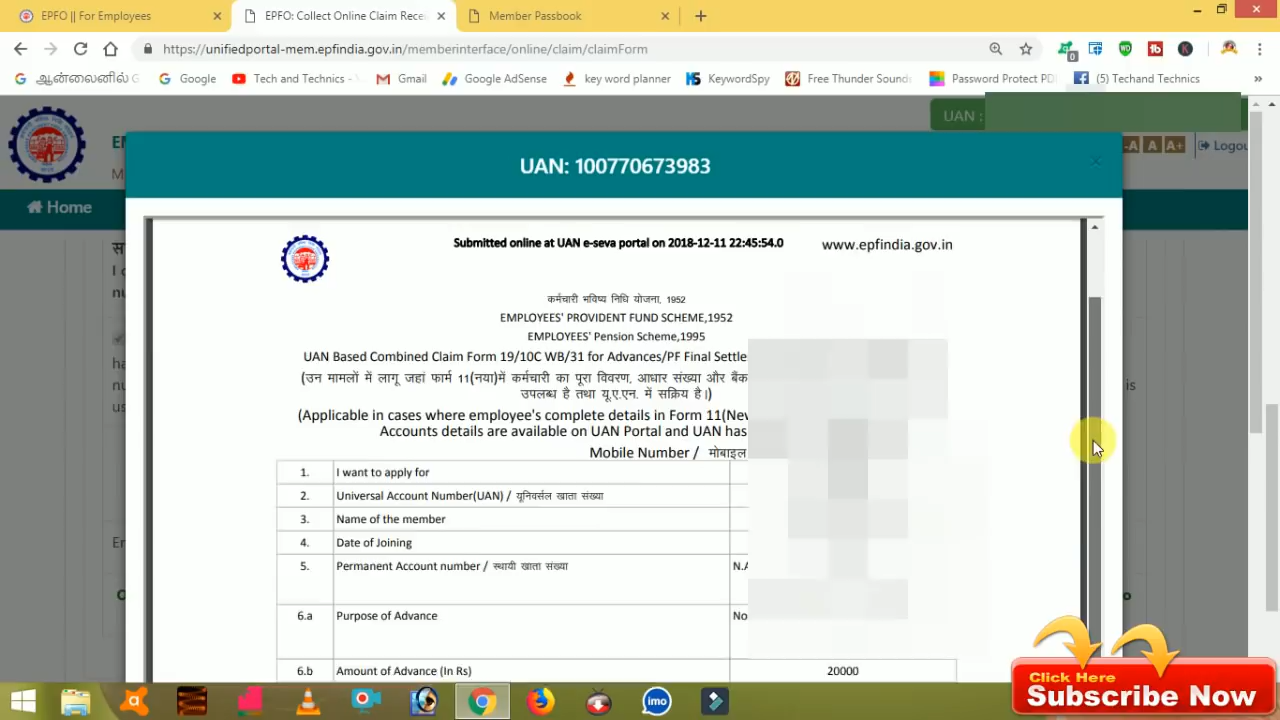 EPFO || For Employees
EPFO: Collect Online Claim Rece
Member Passbook
https://unifiedportal-mem.epfindia.gov.in/memberinterface/online/claim/claimForm
ஆன்லைனில் G
Google
Tech and Technics -
Gmail
Google AdSense
key word planner
KeywordSpy
Free Thunder Sound
Password Protect PD
(5) Techand Technics
»
UAN :
EM
-A A A+
Logou
M
UAN: 100770673983
Home
Submitted online at UAN e-seva portal on 2018-12-11 22:45:54.0
www.epfindia.gov.in
कर्मचारी भविष्य निधि योजना, 1952
EMPLOYEES' PROVIDENT FUND SCHEME,1952
EMPLOYEES' Pension Scheme,1995
UAN Based Combined Claim Form 19/10C WB/31 for Advances/PF Final Settle
(उन मामलों में लागू जहां फार्म 11(नया)में कर्मचारी का पूरा विवरण, आधार संख्या और बैंक
उपलब्ध है तथा यू.ए.एन. में सक्रिय है।)
(Applicable in cases where employee's complete details in Form 11(New
Accounts details are available on UAN Portal and UAN has
Mobile Number / मोबाइल
1. I want to apply for
2. Universal Account Number(UAN) / यूनिवर्सल खाता संख्या
3. Name of the member
4. Date of Joining
5. Permanent Account number / स्थायी खाता संख्या N.A
6.a Purpose of Advance No
6.b Amount of Advance (In Rs) 20000
Click Here
Subscribe Now
imo